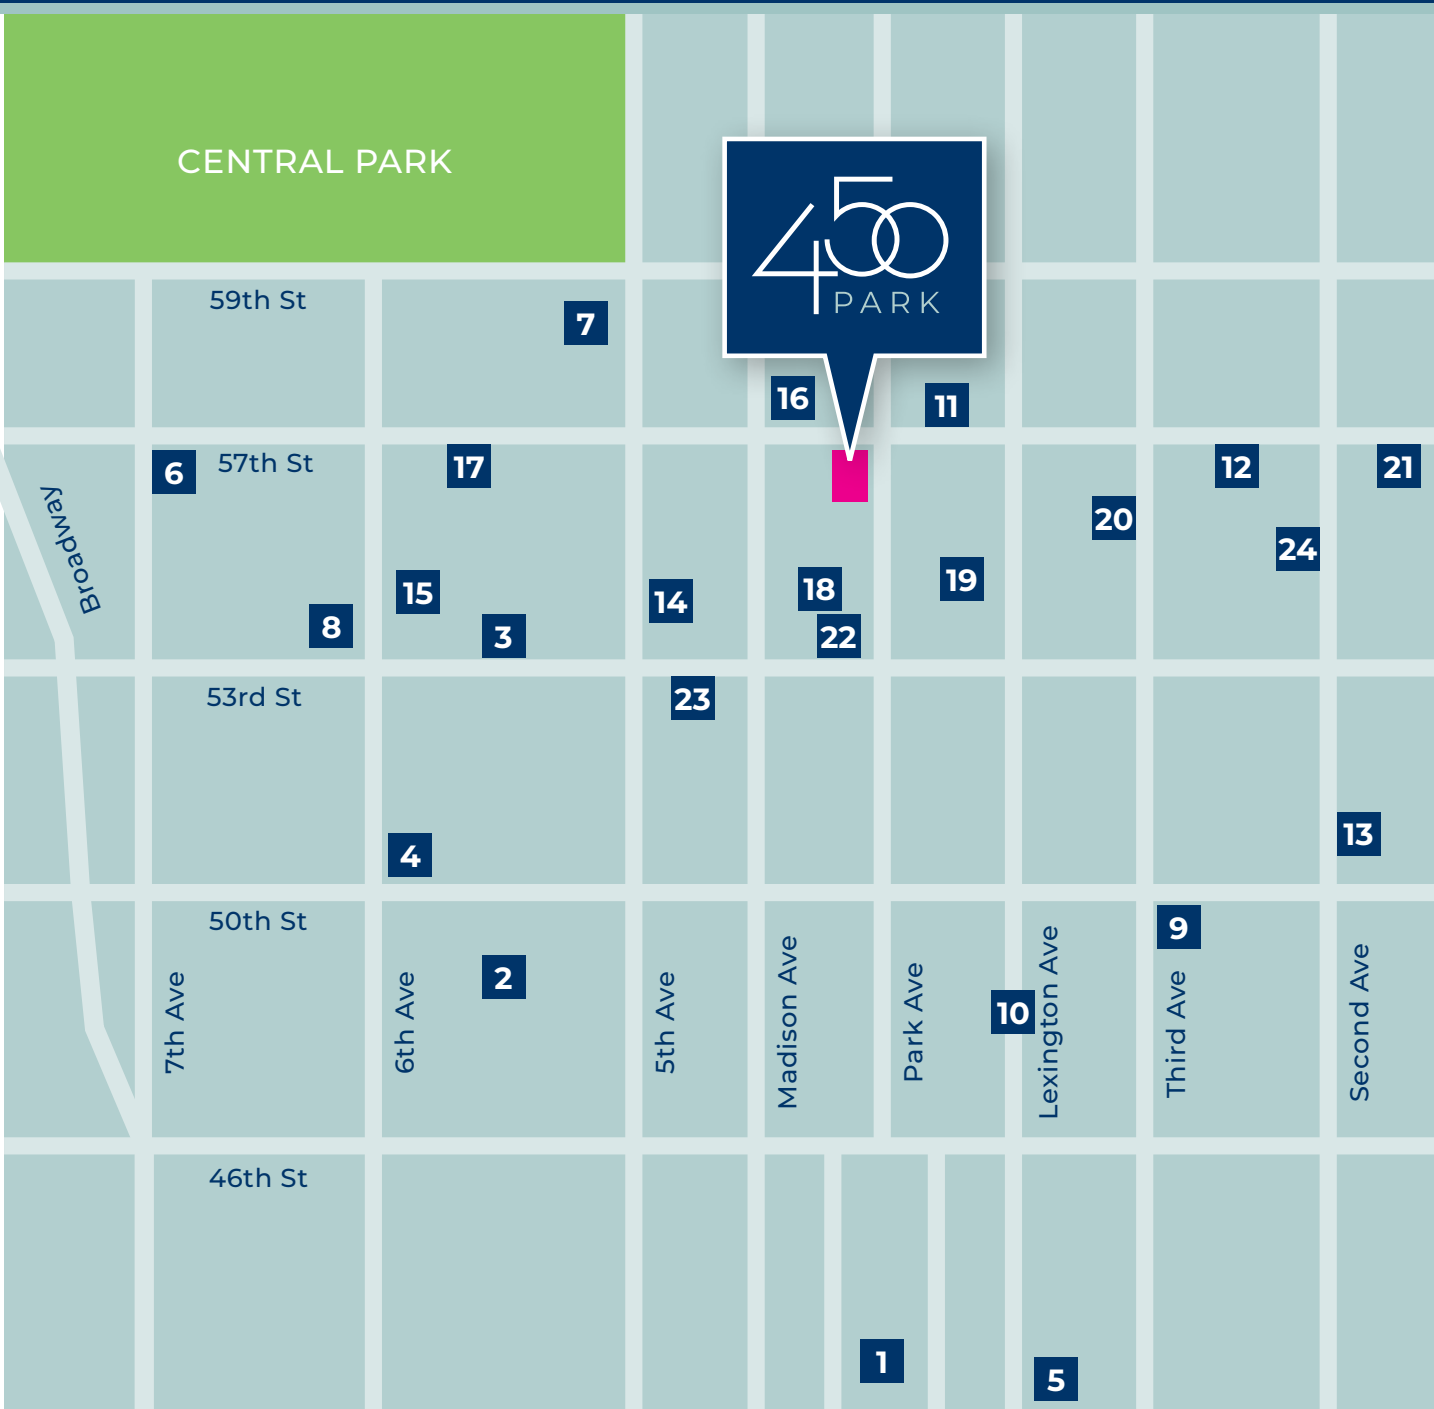 CENTRAL PARK
450
PARK
59th St
7
16
11
6
57th St
17
12
21
Broadway
20
24
15
14
18
19
8
3
22
53rd St
23
4
13
50th St
9
2
10
7th Ave
6th Ave
5th Ave
Madison Ave
Park Ave
Lexington Ave
Third Ave
Second Ave
46th St
1
5